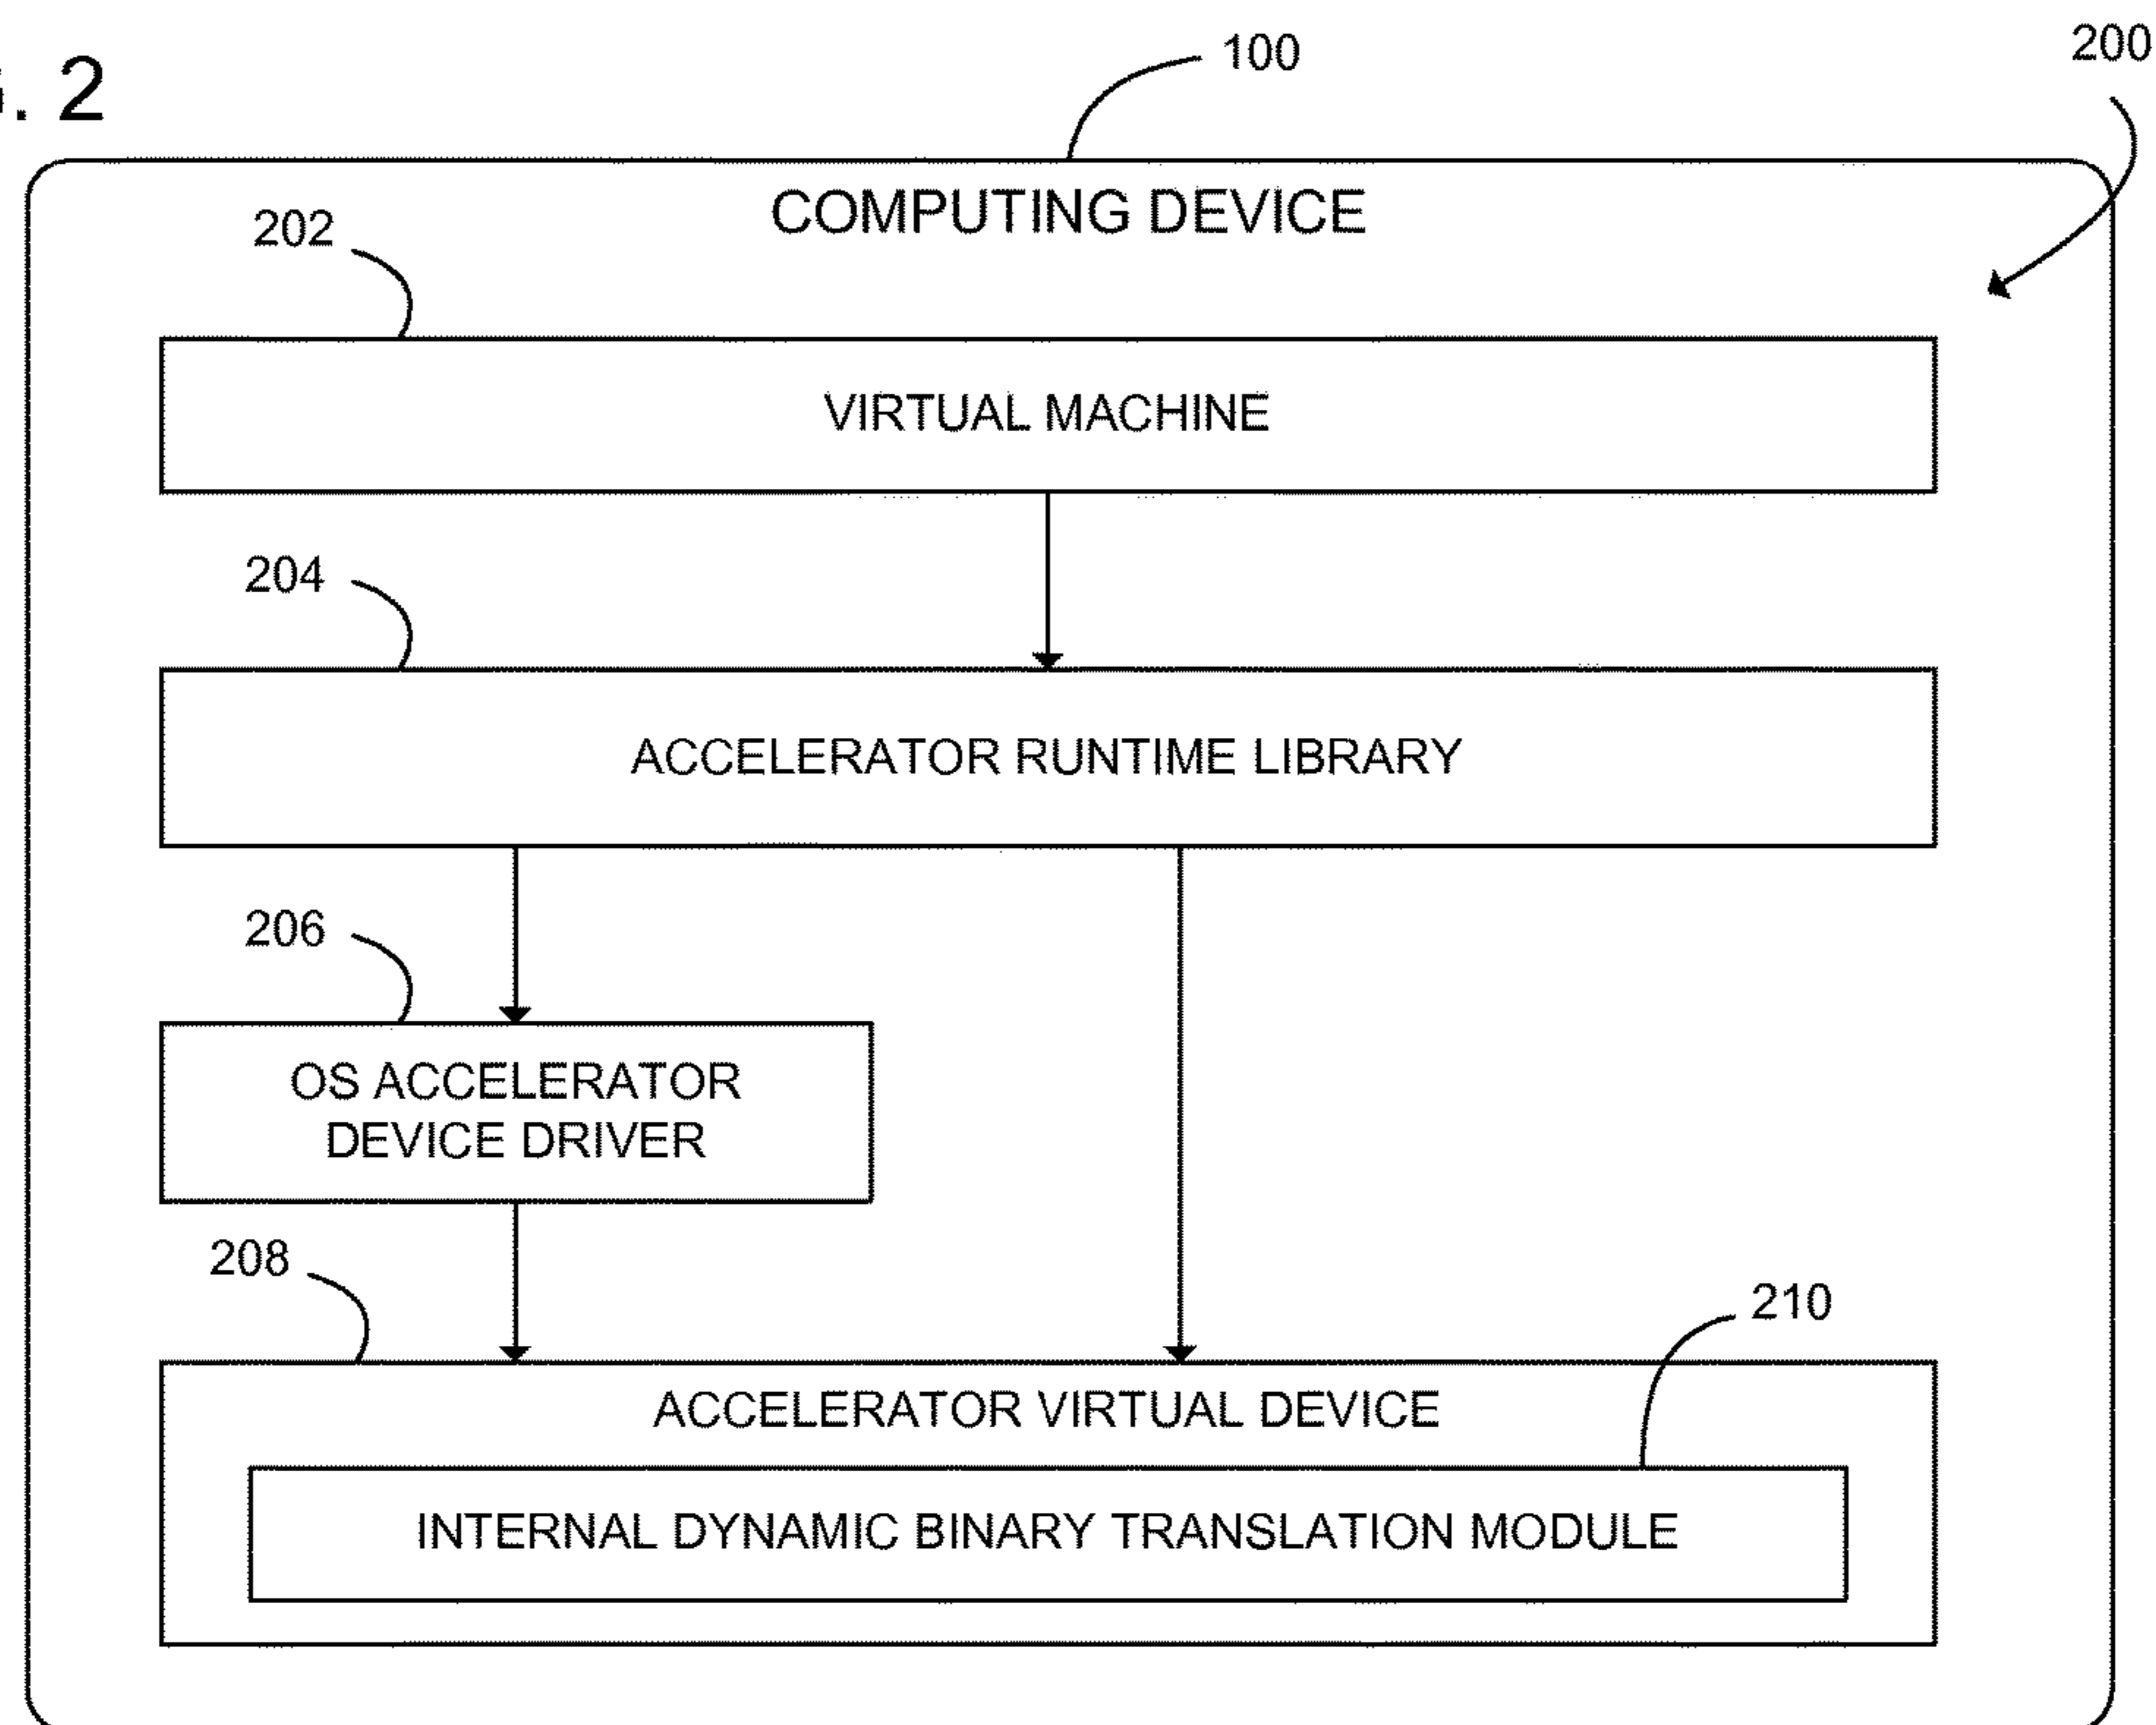 . 2
100
200
COMPUTING DEVICE
202
VIRTUAL MACHINE
204
ACCELERATOR RUNTIME LIBRARY
206
OS ACCELERATOR
DEVICE DRIVER
208
210
ACCELERATOR VIRTUAL DEVICE
INTERNAL DYNAMIC BINARY TRANSLATION MODULE